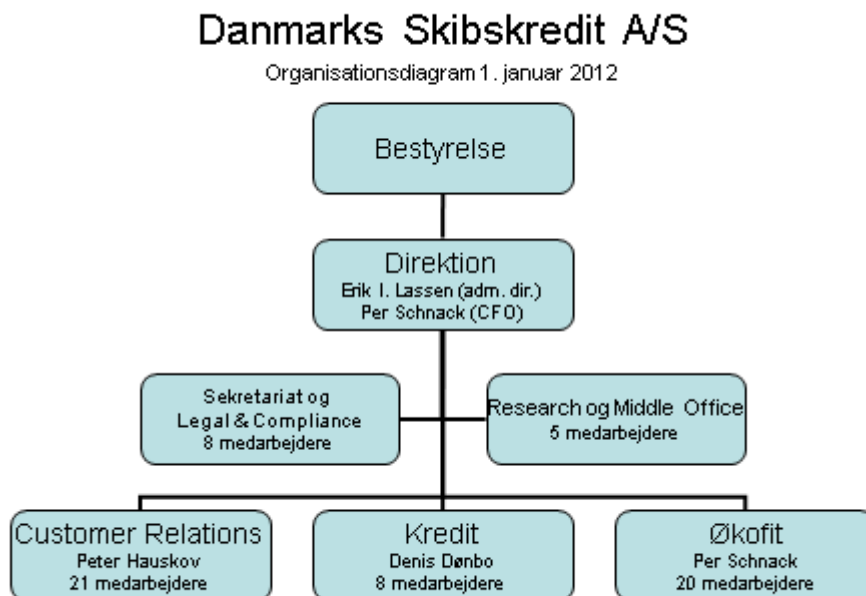 Danmarks Skibskredit A/S
Organisationsdiagram 1. januar 2012
Bestyrelse
Direktion
Erik I. Lassen (adm. dir.)
Per Schnack (CFO)
Sekretariat og
Legal & Compliance
8 medarbejdere
Research og Middle Office
5 medarbejdere
Customer Relations
Peter Hauskov
21 medarbejdere
Kredit
Denis Dønbo
8 medarbejdere
Økofit
Per Schnack
20 medarbejdere